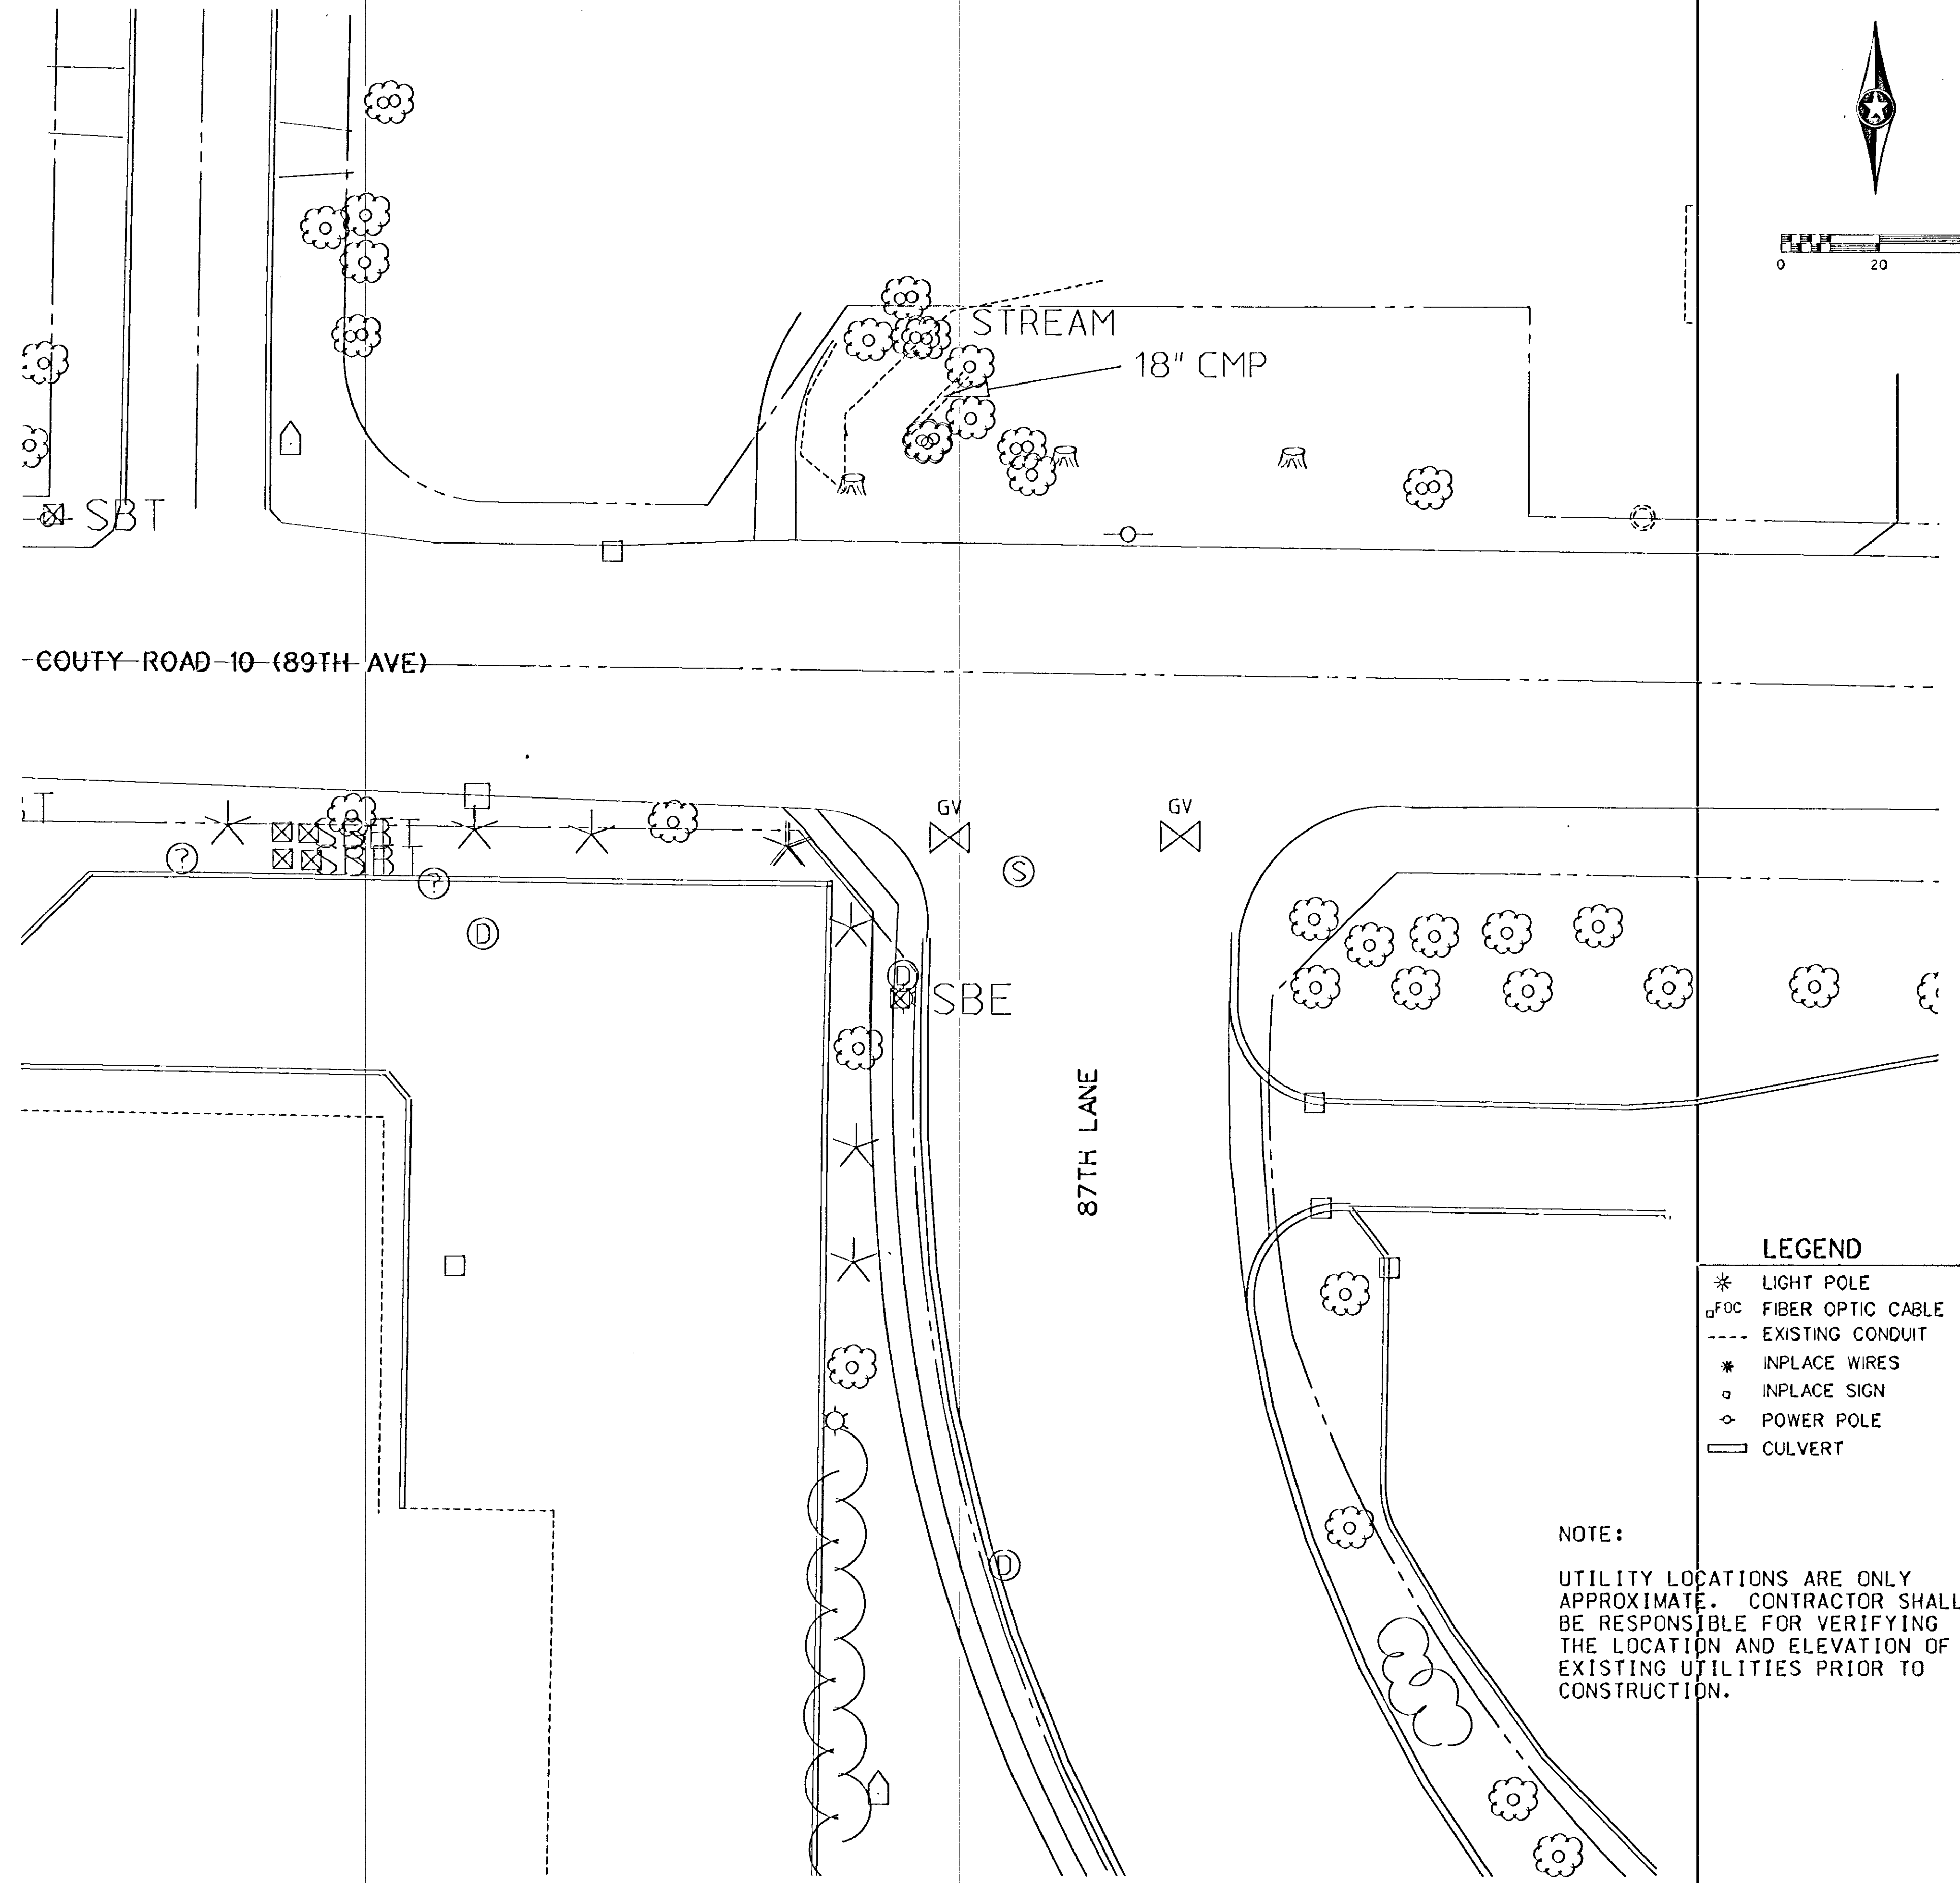 0 20
STREAM
18" CMP
SBT
COUTY ROAD 10 (89TH AVE)
GV GV
SBT
SBT
?
?
S
D
D
SBE
87TH LANE
D
LEGEND
LIGHT POLE
FOC FIBER OPTIC CABLE
EXISTING CONDUIT
INPLACE WIRES
INPLACE SIGN
POWER POLE
CULVERT
NOTE:
UTILITY LOCATIONS ARE ONLY
APPROXIMATE. CONTRACTOR SHALL
BE RESPONSIBLE FOR VERIFYING
THE LOCATION AND ELEVATION OF
EXISTING UTILITIES PRIOR TO
CONSTRUCTION.